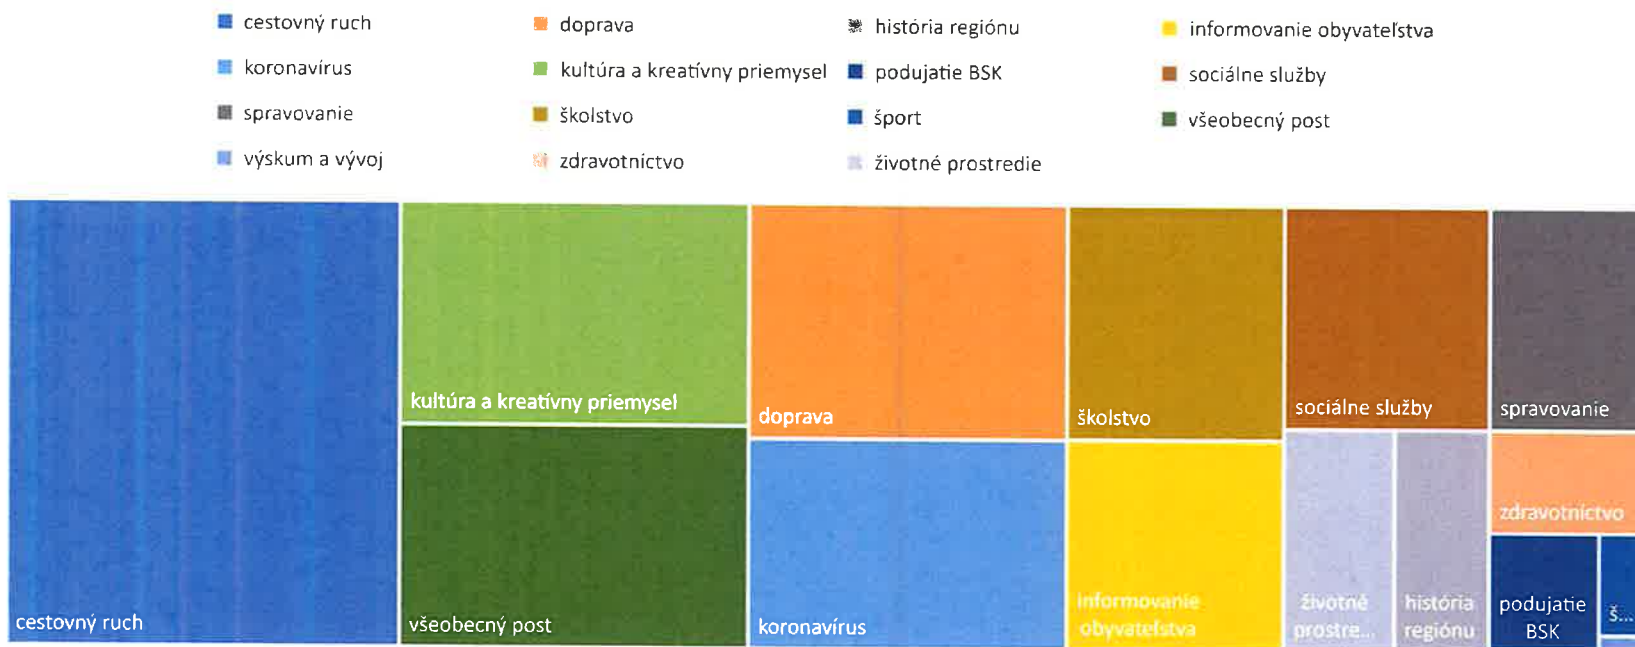 cestovný ruch
doprava
história regiónu
informovanie obyvateľstva
koronavírus
kultúra a kreatívny priemysel
podujatie BSK
sociálne služby
spravovanie
školstvo
šport
všeobecný post
výskum a vývoj
zdravotníctvo
životné prostredie
cestovný ruch
kultúra a kreatívny priemysel
všeobecný post
doprava
koronavírus
školstvo
informovanie
obyvateľstva
sociálne služby
životné
prostre...
história
regiónu
spravovanie
zdravotníctvo
podujatie
BSK
š...